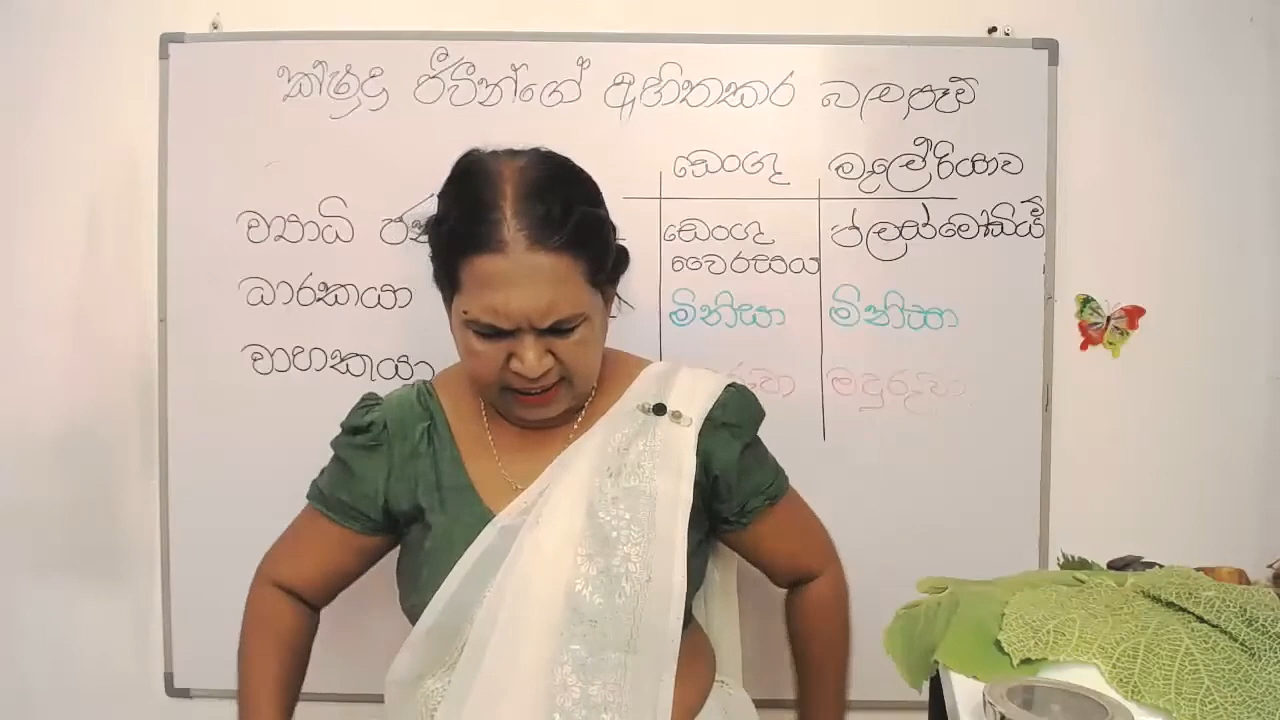 ක්ෂුද්‍ර ජීවීන්ගේ අහිතකර බලපෑම්
ඩෙංගු මැලේරියාව
ව්‍යාධි ඩෙංගු ප්ලාස්මෝඩියම්
වෛරසය
ධාරකයා මිනිසා මිනිසා
වාහකයා මදුරුවා